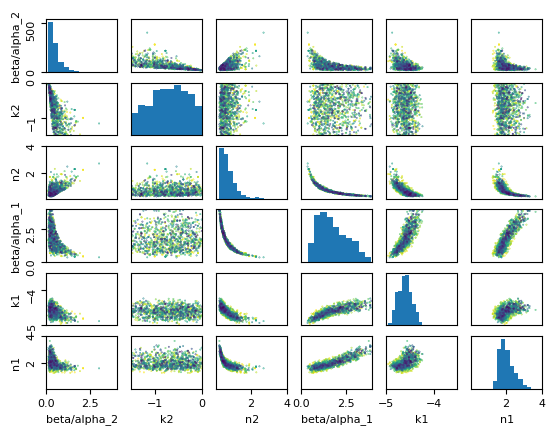 beta/alpha_2
500
0
k2
0
−1
n2
4
2
beta/alpha_1
2.5
0.0
k1
−4
n1
4
−5
2
0.0 2.5
−1 0
2 4
0.0 2.5
−5 −4
2 4
beta/alpha_2 k2 n2 beta/alpha_1 k1 n1